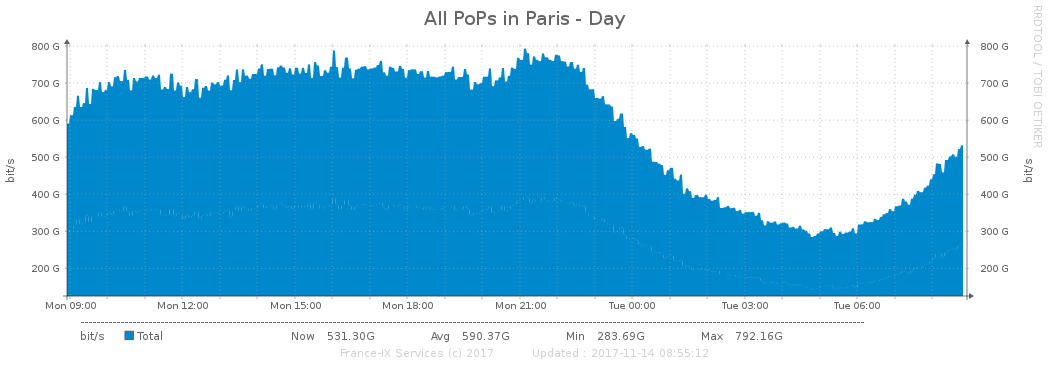 All PoPs in Paris - Day
RRDTOOL / TOBI OETIKER
800 G 800 G
700 G 700 G
600 G 600 G
500 G 500 G
bit/s bit/s
400 G 400 G
300 G 300 G
200 G 200 G
Mon 09:00 Mon 12:00 Mon 15:00 Mon 18:00 Mon 21:00 Tue 00:00 Tue 03:00 Tue 06:00
bit/s Total Now 531.30G Avg 590.37G Min 283.69G Max 792.16G
France-IX Services (c) 2017 Updated : 2017-11-14 08:55:12